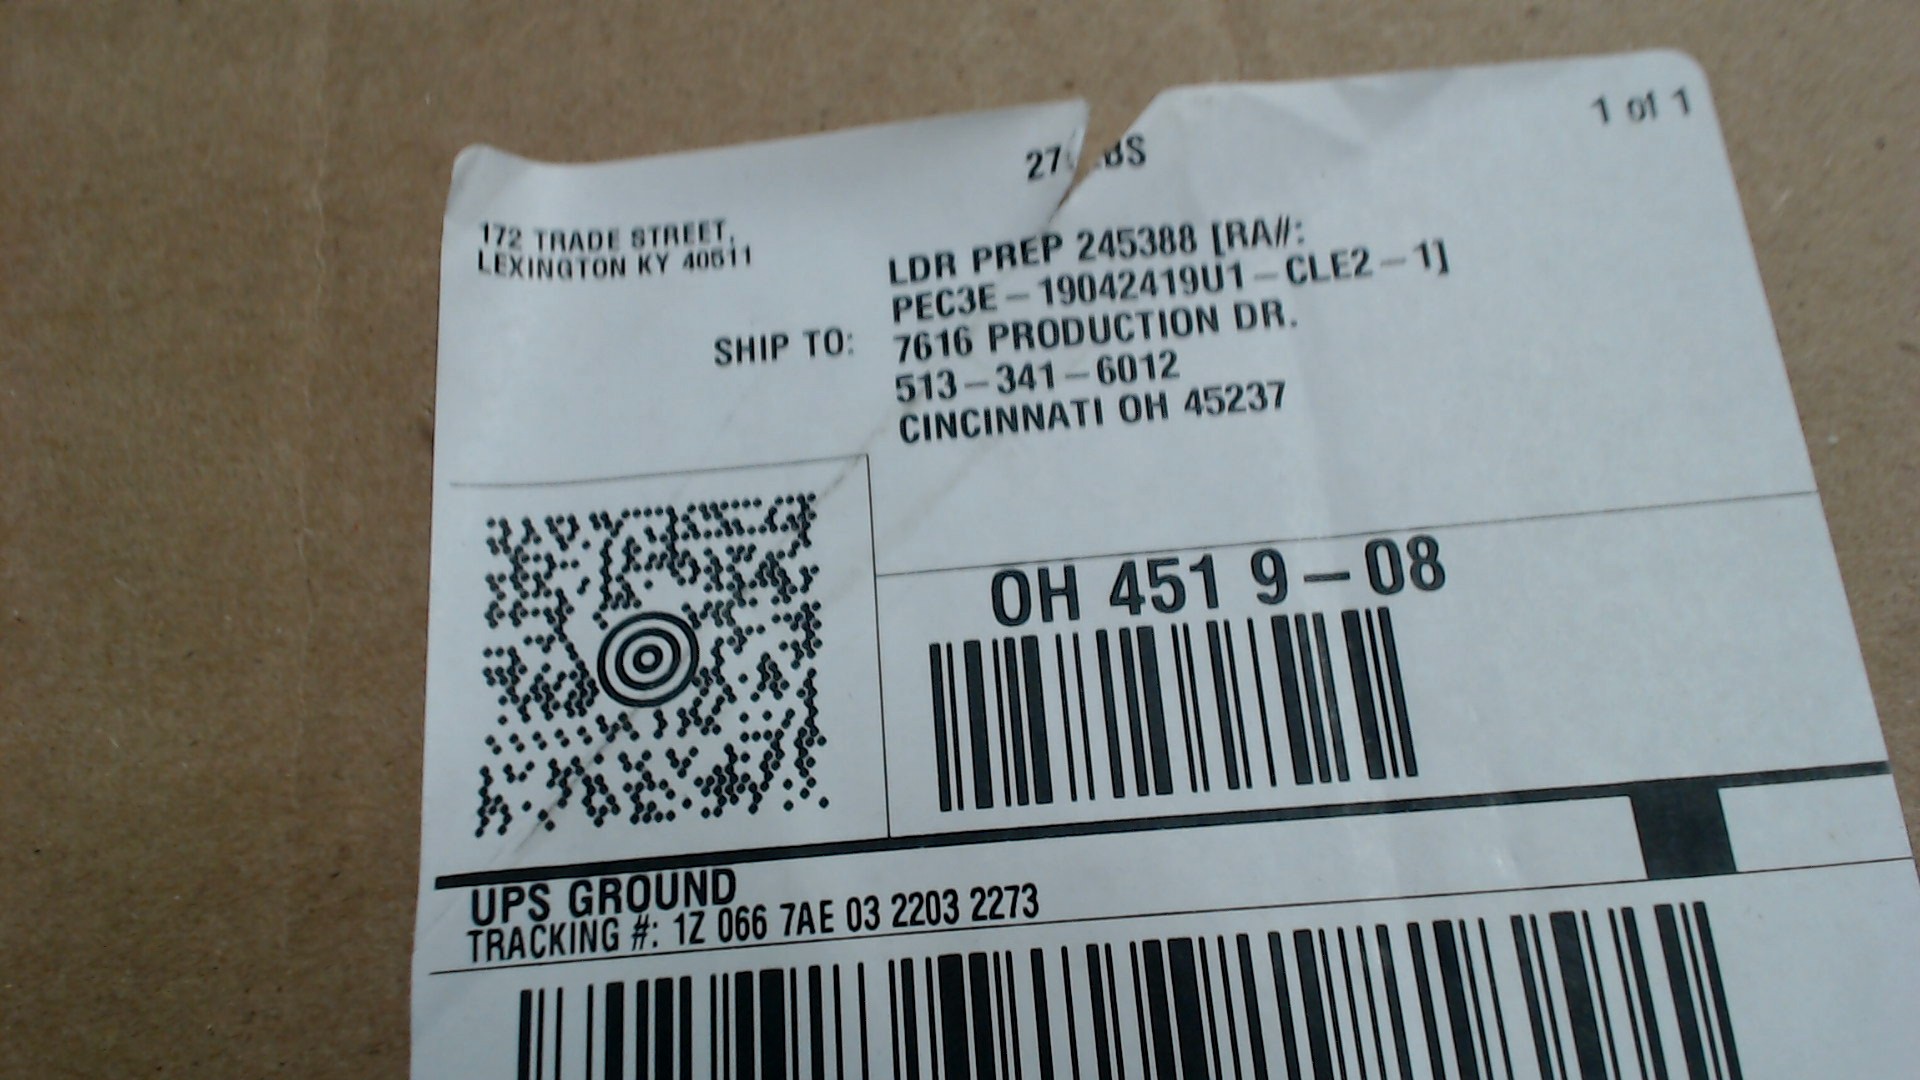 1 of 1
172 TRADE STREET,
LEXINGTON KY 40511
LDR PREP 245388 [RA#:
PEC3E-19042419U1-CLE2-1]
SHIP TO: 7616 PRODUCTION DR.
513-341-6012
CINCINNATI OH 45237
OH 451 9-08
UPS GROUND
TRACKING #: 1Z 066 7AE 03 2203 2273